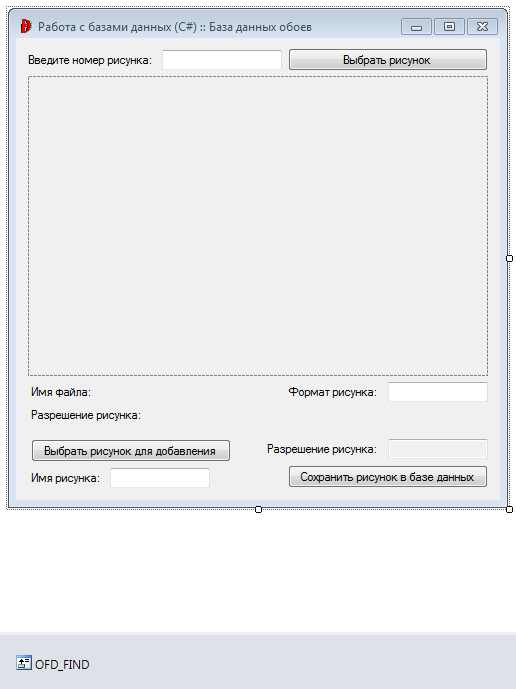 Работа с базами данных (C#) :: База данных обоев
Введите номер рисунка: Выбрать рисунок
Имя файла: Формат рисунка:
Разрешение рисунка:
Выбрать рисунок для добавления Разрешение рисунка:
Имя рисунка: Сохранить рисунок в базе данных
OFD_FIND